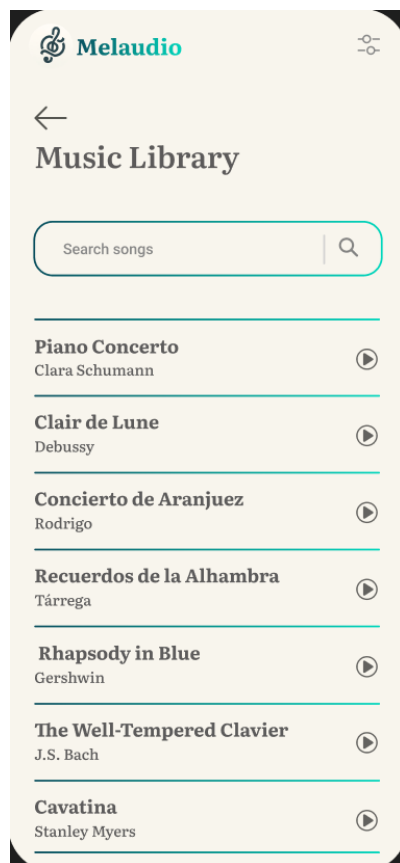 Melaudio
Music Library
Search songs
Piano Concerto
Clara Schumann
Clair de Lune
Debussy
Concierto de Aranjuez
Rodrigo
Recuerdos de la Alhambra
Tárrega
Rhapsody in Blue
Gershwin
The Well-Tempered Clavier
J.S. Bach
Cavatina
Stanley Myers